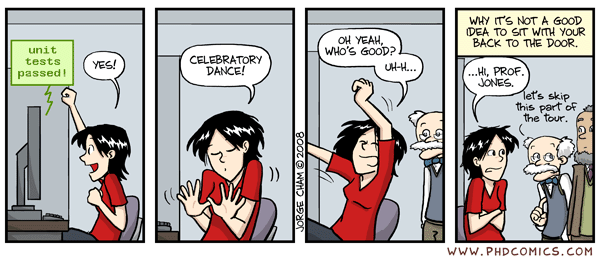 unit
tests
passed!
YES!
CELEBRATORY
DANCE!
OH YEAH,
WHO'S GOOD?
UH-H...
JORGE CHAM © 2008
WHY IT'S NOT A GOOD
IDEA TO SIT WITH YOUR
BACK TO THE DOOR.
...HI, PROF.
JONES.
let's skip
this part of
the tour.
WWW.PHDCOMICS.COM